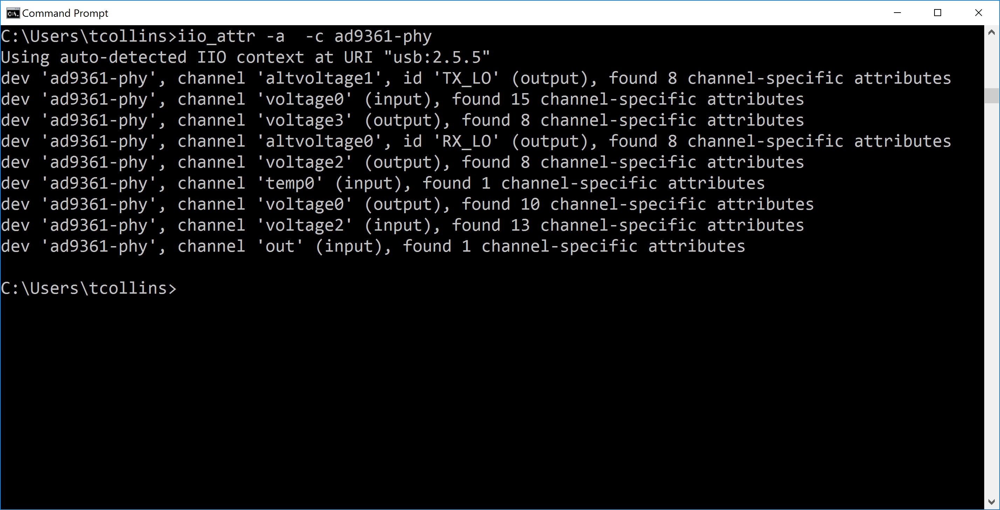 Command Prompt
C:\Users\tcollins>iio_attr -a  -c ad9361-phy
Using auto-detected IIO context at URI "usb:2.5.5"
dev 'ad9361-phy', channel 'altvoltage1', id 'TX_LO' (output), found 8 channel-specific attributes
dev 'ad9361-phy', channel 'voltage0' (input), found 15 channel-specific attributes
dev 'ad9361-phy', channel 'voltage3' (output), found 8 channel-specific attributes
dev 'ad9361-phy', channel 'altvoltage0', id 'RX_LO' (output), found 8 channel-specific attributes
dev 'ad9361-phy', channel 'voltage2' (output), found 8 channel-specific attributes
dev 'ad9361-phy', channel 'temp0' (input), found 1 channel-specific attributes
dev 'ad9361-phy', channel 'voltage0' (output), found 10 channel-specific attributes
dev 'ad9361-phy', channel 'voltage2' (input), found 13 channel-specific attributes
dev 'ad9361-phy', channel 'out' (input), found 1 channel-specific attributes
C:\Users\tcollins>